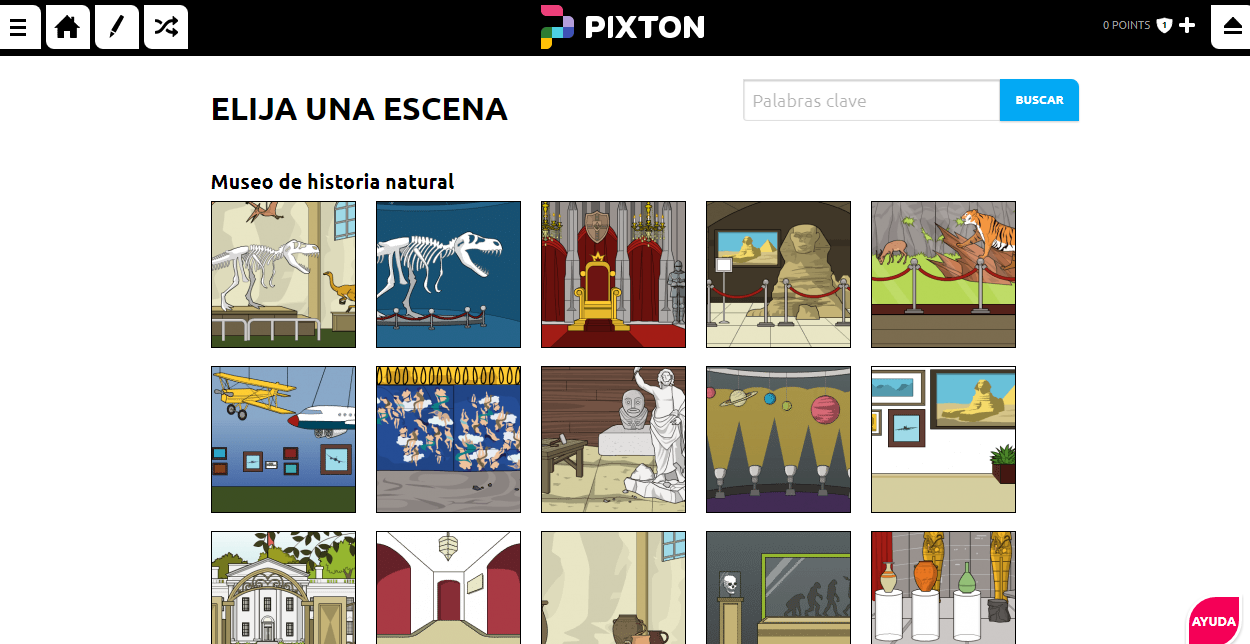 PIXTON
0 POINTS 1
ELIJA UNA ESCENA
Palabras clave
BUSCAR
Museo de historia natural
AYUDA